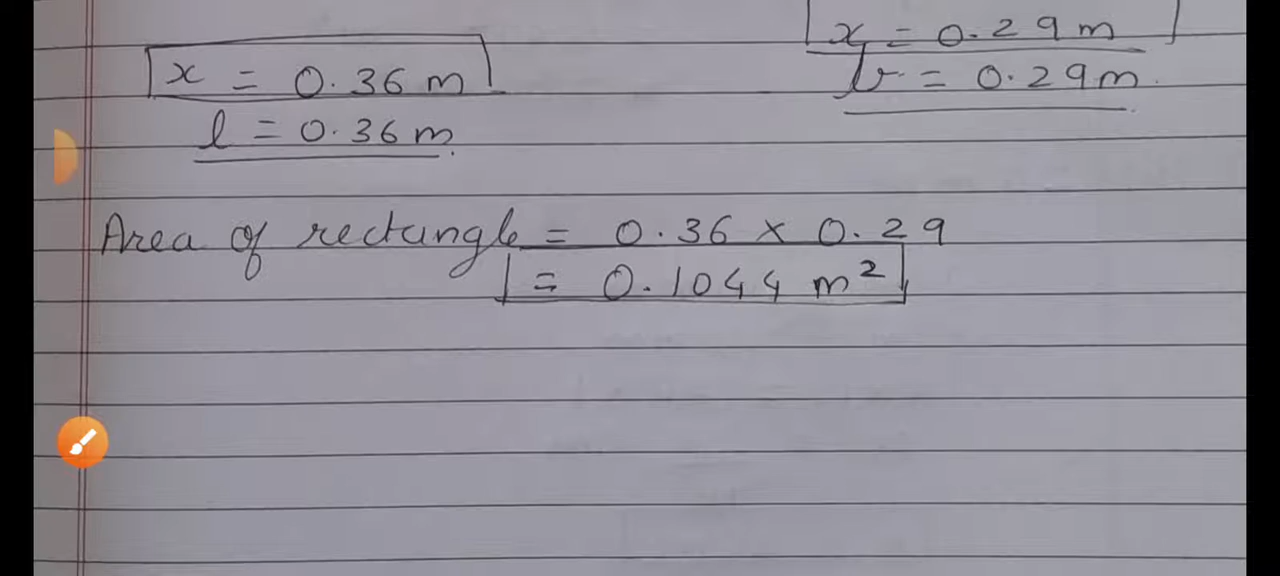 x = 0.29 m
x = 0.36 m
b = 0.29 m.
l = 0.36 m.
Area of rectangle = 0.36 × 0.29
= 0.1044 m²